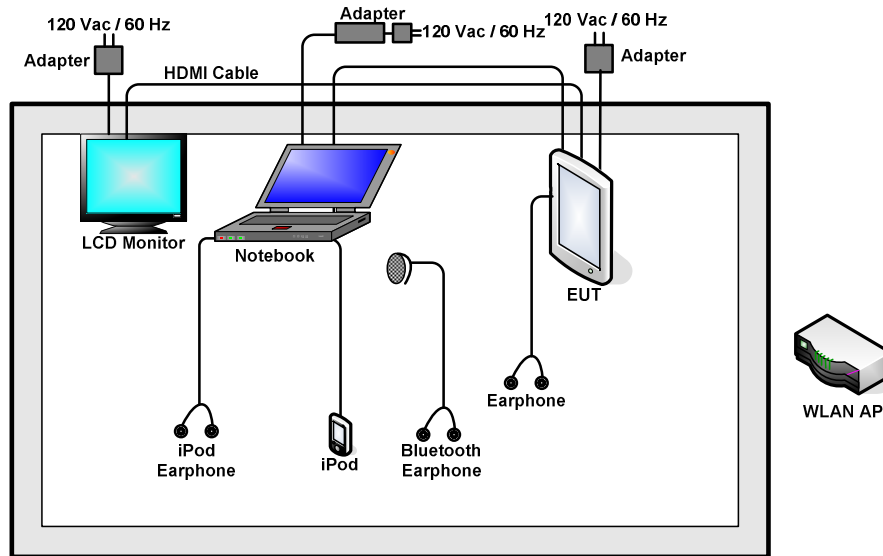 Adapter
120 Vac / 60 Hz
120 Vac / 60 Hz
120 Vac / 60 Hz
Adapter
Adapter
HDMI Cable
LCD Monitor
Notebook
EUT
Earphone
WLAN AP
iPod
Earphone
iPod
Bluetooth
Earphone